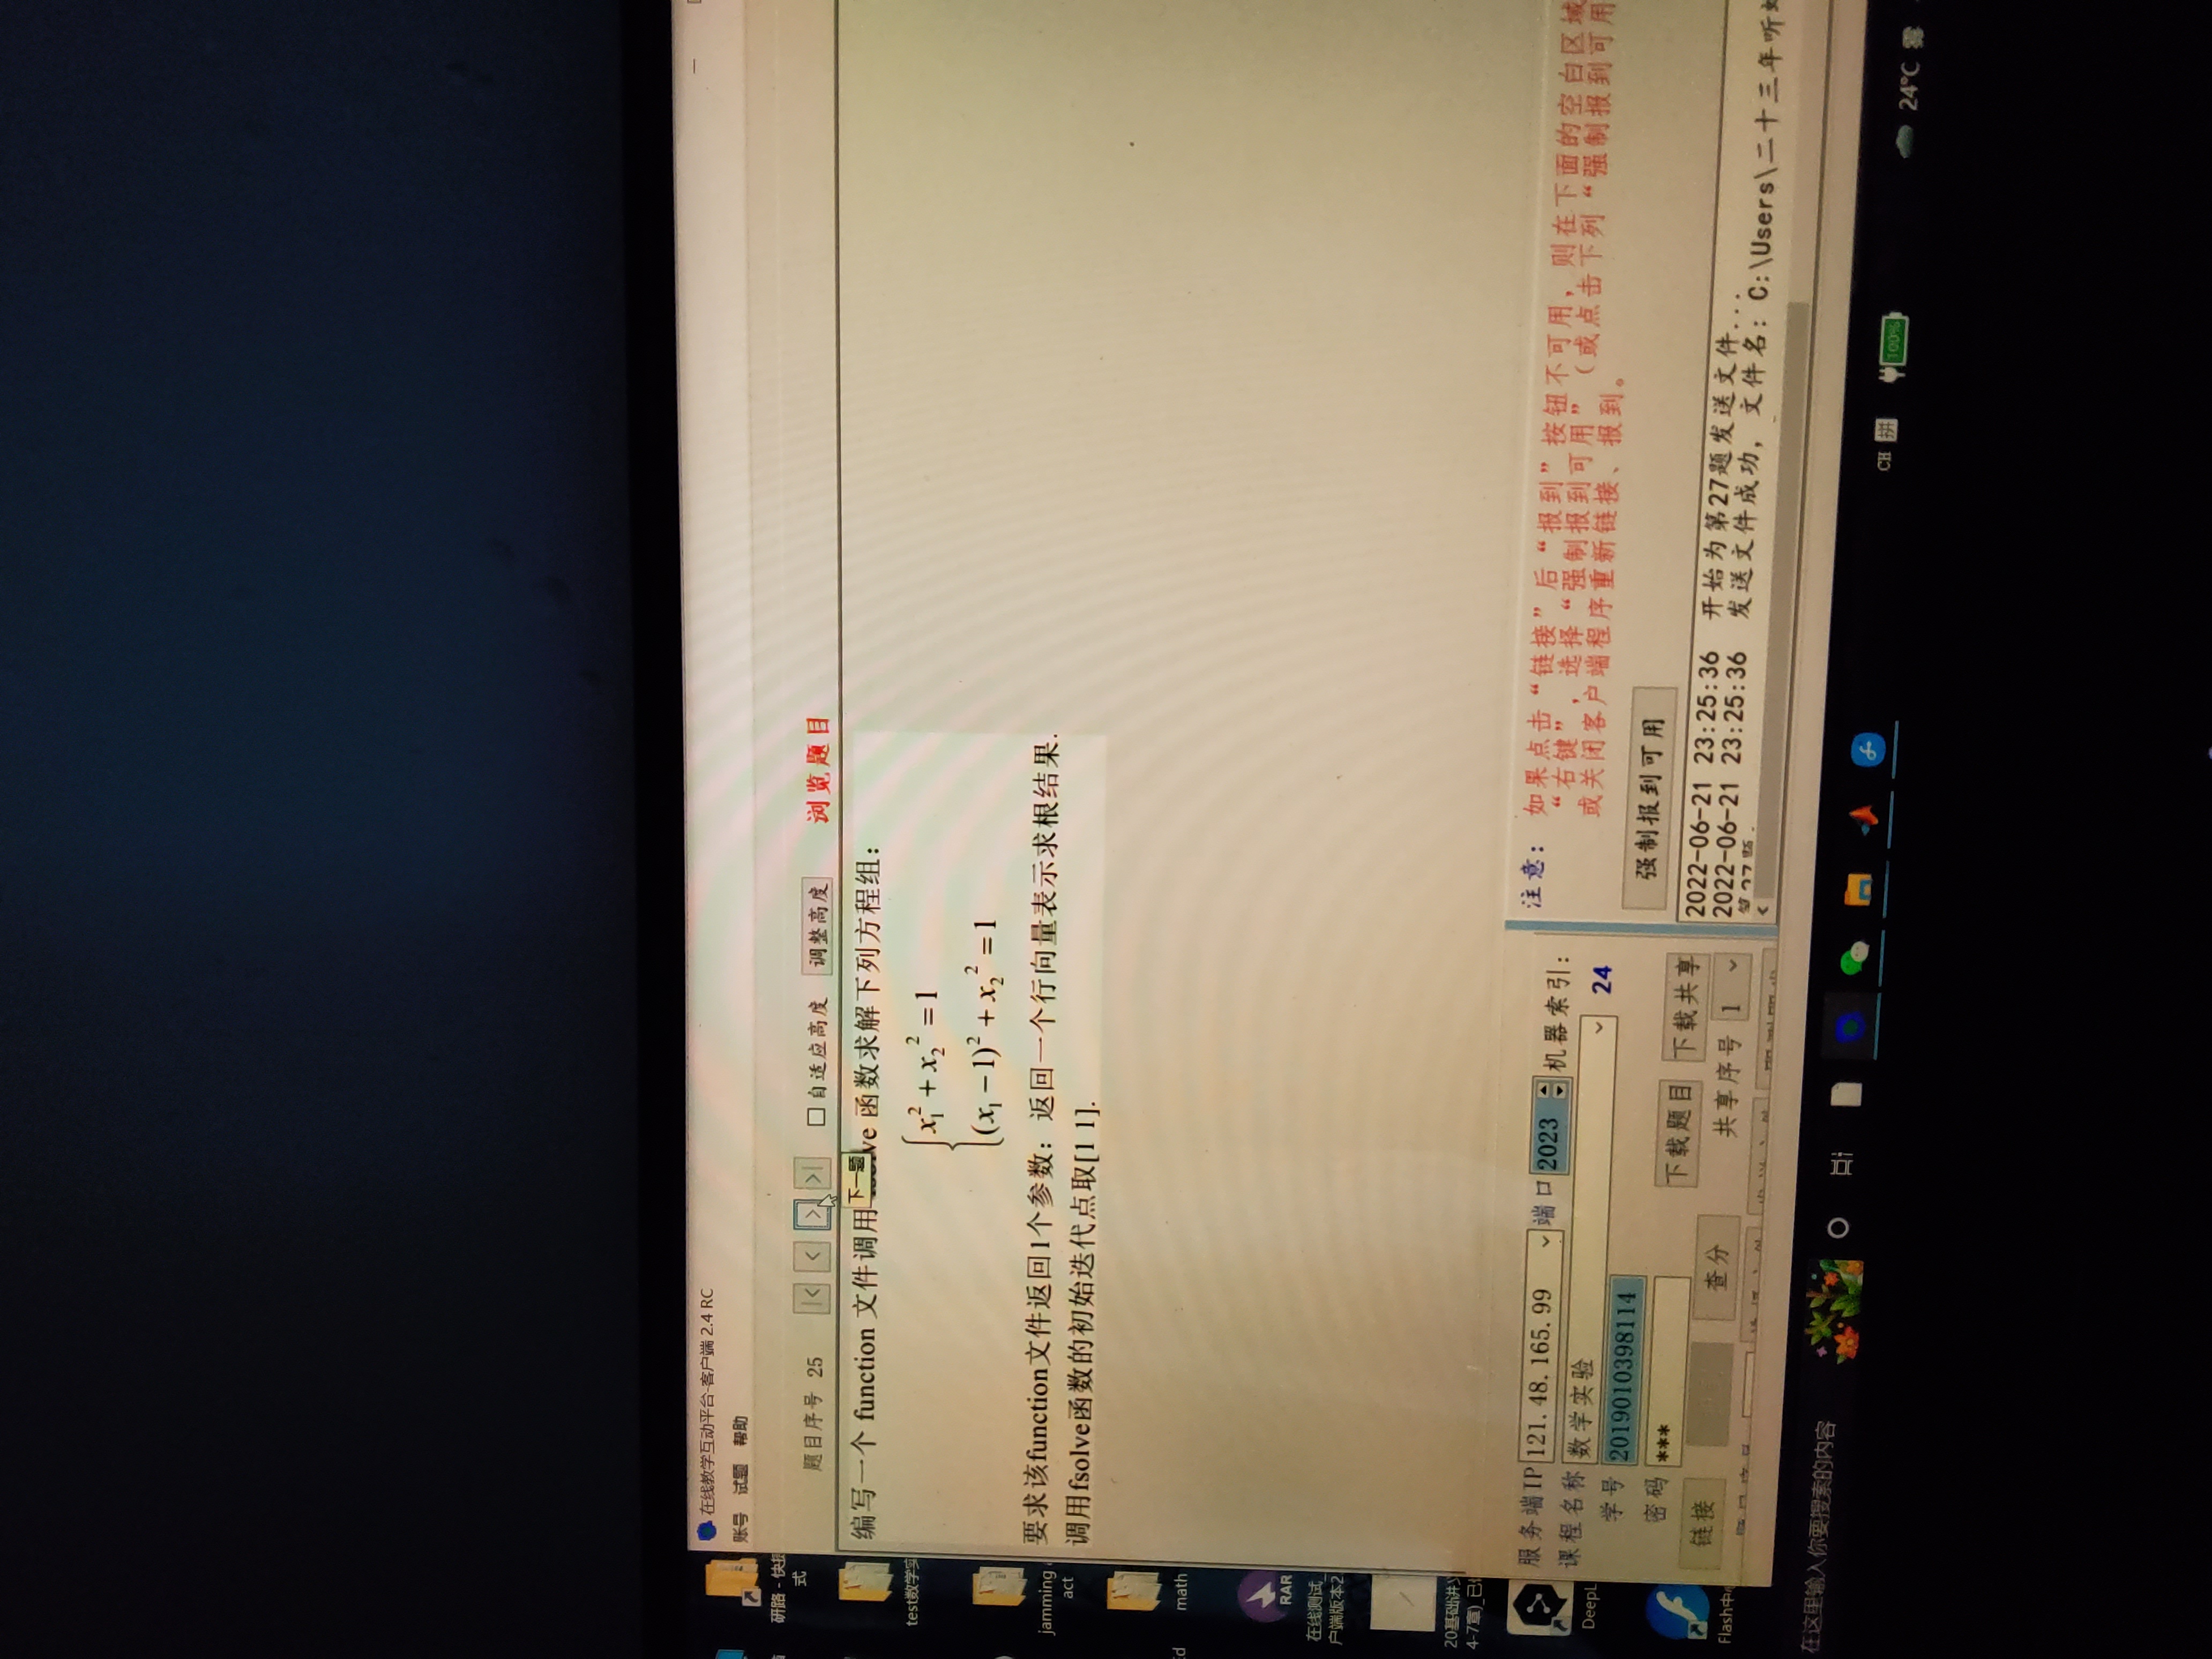 在线教学互动平台-客户端 2.4 RC
账号 试题 帮助
题目序号 25 |< < > >| 自适应高度 调整高度 浏览题目
下一题
编写一个 function 文件调用 ve 函数求解下列方程组：
x₁² + x₂² = 1
(x₁ − 1)² + x₂² = 1
要求该function文件返回1个参数：返回一个行向量表示求根结果.
调用fsolve函数的初始迭代点取[1 1].
研路 - 快捷
式
test数学实
jamming
act
math
RAR
在线测试_
户端版本2.
20基础讲义
4-7章)_已
DeepL
Flash中心
服务端IP 121.48.165.99 端口 2023 机器索引：
课程名称 数学实验 24
学号 2019010398114
密码 ***
下载题目 下载共享
链接 查分 共享序号 1
注意： 如果点击“链接”后“报到”按钮不可用，则在下面的空白区域
“右键”，选择“强制报到可用”（或点击下列“强制报到可用
或关闭客户端程序重新链接、报到。
强制报到可用
2022-06-21 23:25:36 开始为第27题发送文件...
2022-06-21 23:25:36 发送文件成功，文件名：C:\Users\二十三年听
第27题
在这里输入你要搜索的内容
CH 拼 100% 24°C 雾